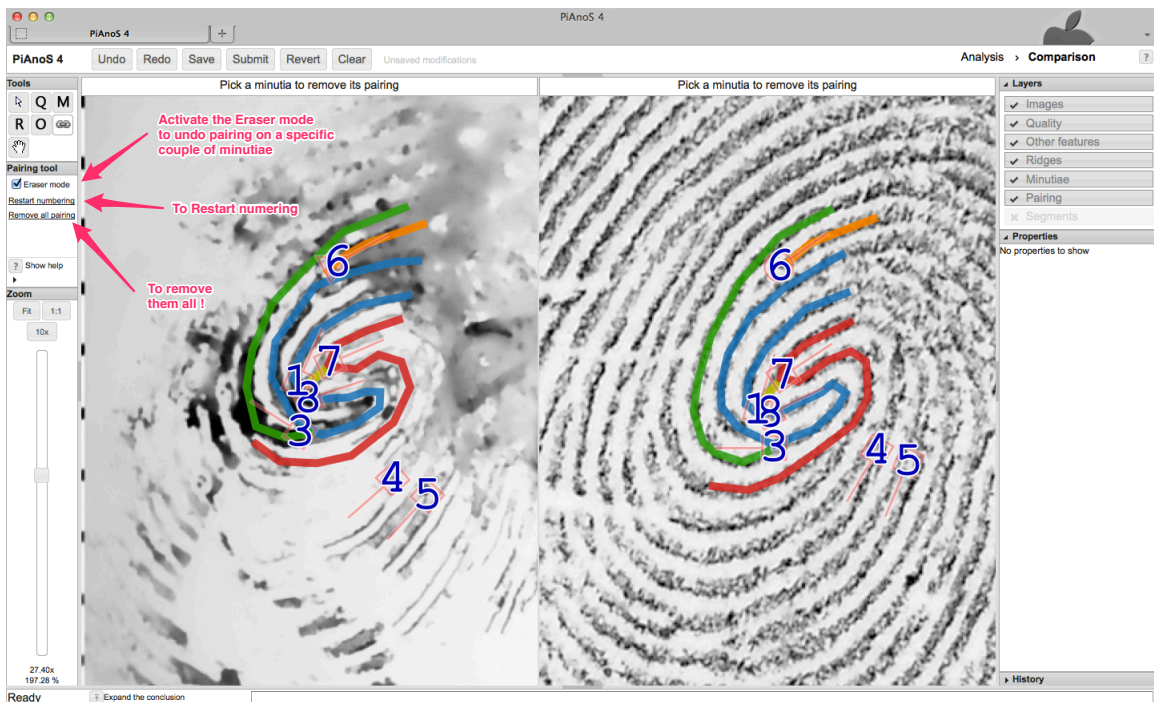 PiAnoS 4
PiAnoS 4
PiAnoS 4
Undo
Redo
Save
Submit
Revert
Clear
Unsaved modifications
Analysis › Comparison
?
Tools
Q
M
R
O
Pairing tool
Eraser mode
Restart numbering
Remove all pairing
? Show help
Zoom
Fit
1:1
10x
27.40x
197.28 %
Pick a minutia to remove its pairing
Activate the Eraser mode
to undo pairing on a specific
couple of minutiae
To Restart numering
To remove
them all !
6
7
1
8
3
4
5
Pick a minutia to remove its pairing
6
7
1
8
3
4
5
Layers
Images
Quality
Other features
Ridges
Minutiae
Pairing
Segments
Properties
No properties to show
History
Ready
Expand the conclusion